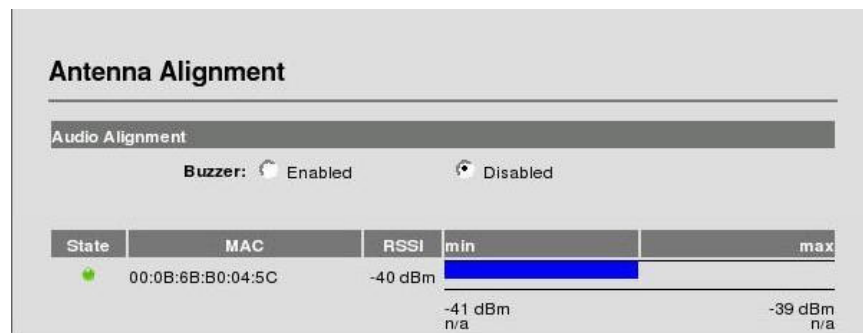 Antenna Alignment
Audio Alignment
Buzzer: Enabled Disabled
State MAC RSSI min max
00:0B:6B:B0:04:5C -40 dBm
-41 dBm -39 dBm
n/a n/a